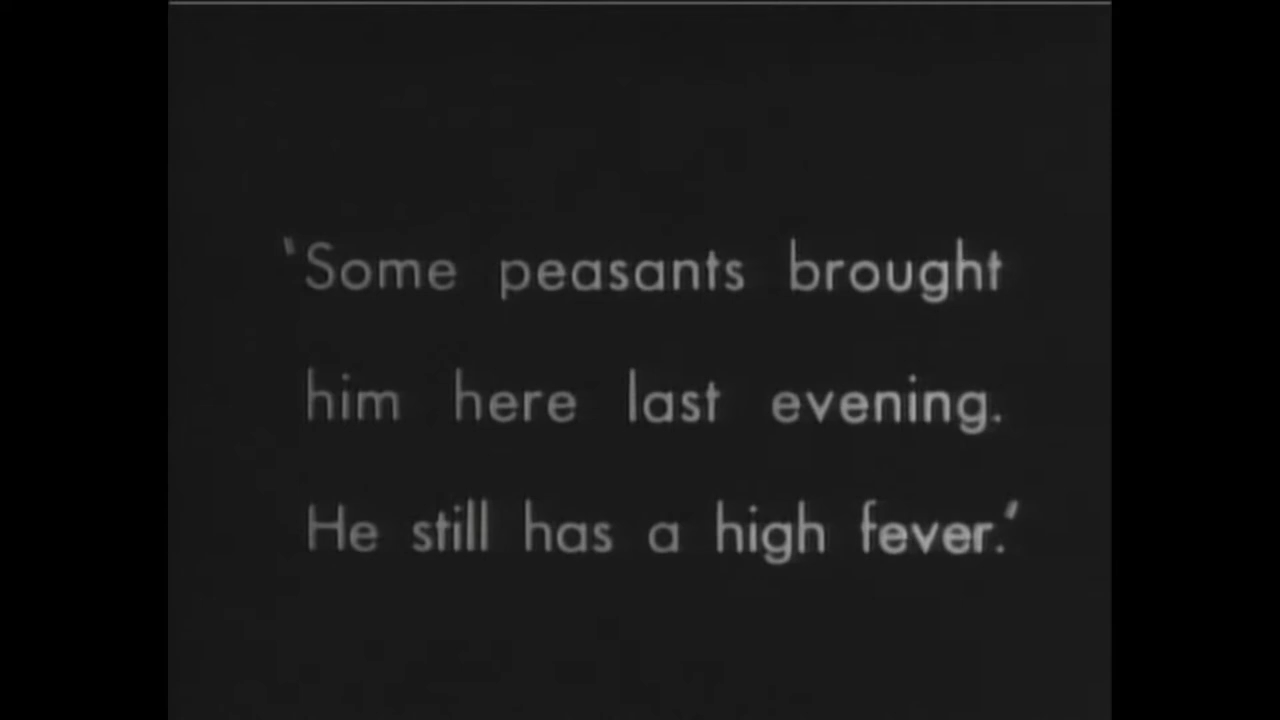 ‛Some peasants brought
him here last evening.
He still has a high fever.’